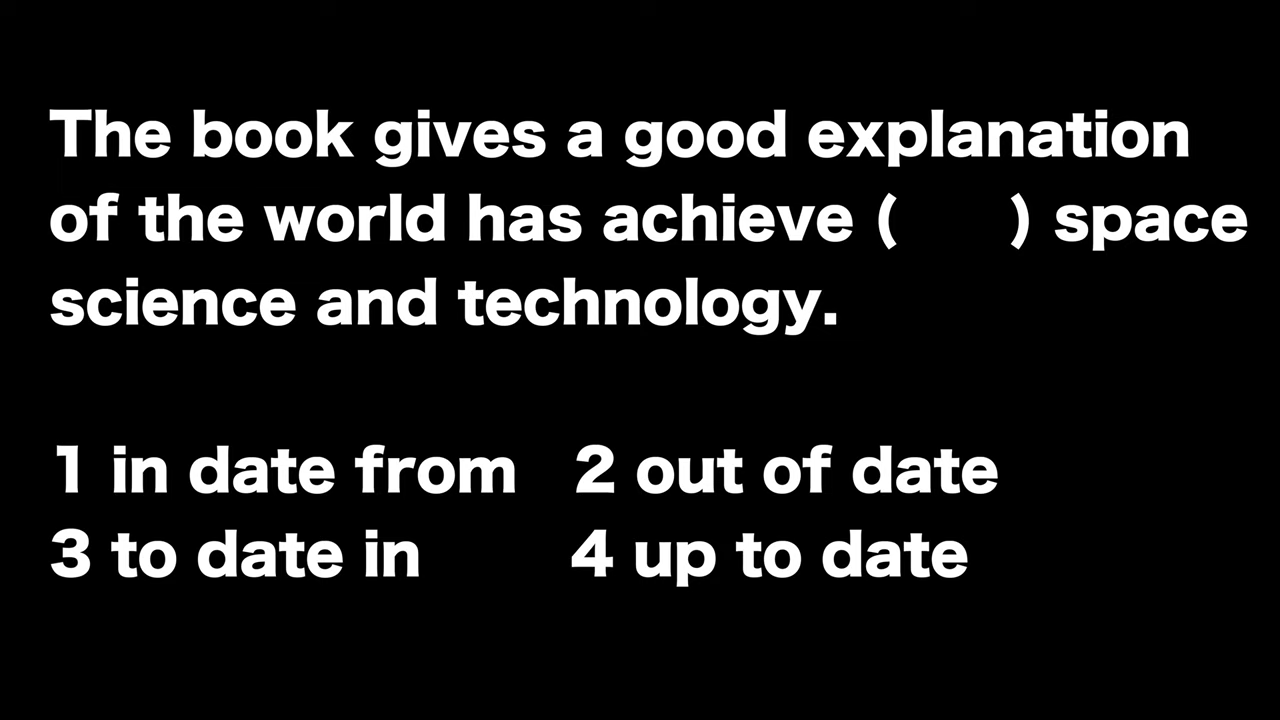 The book gives a good explanation
of the world has achieve (      ) space
science and technology.
1 in date from   2 out of date
3 to date in   4 up to date